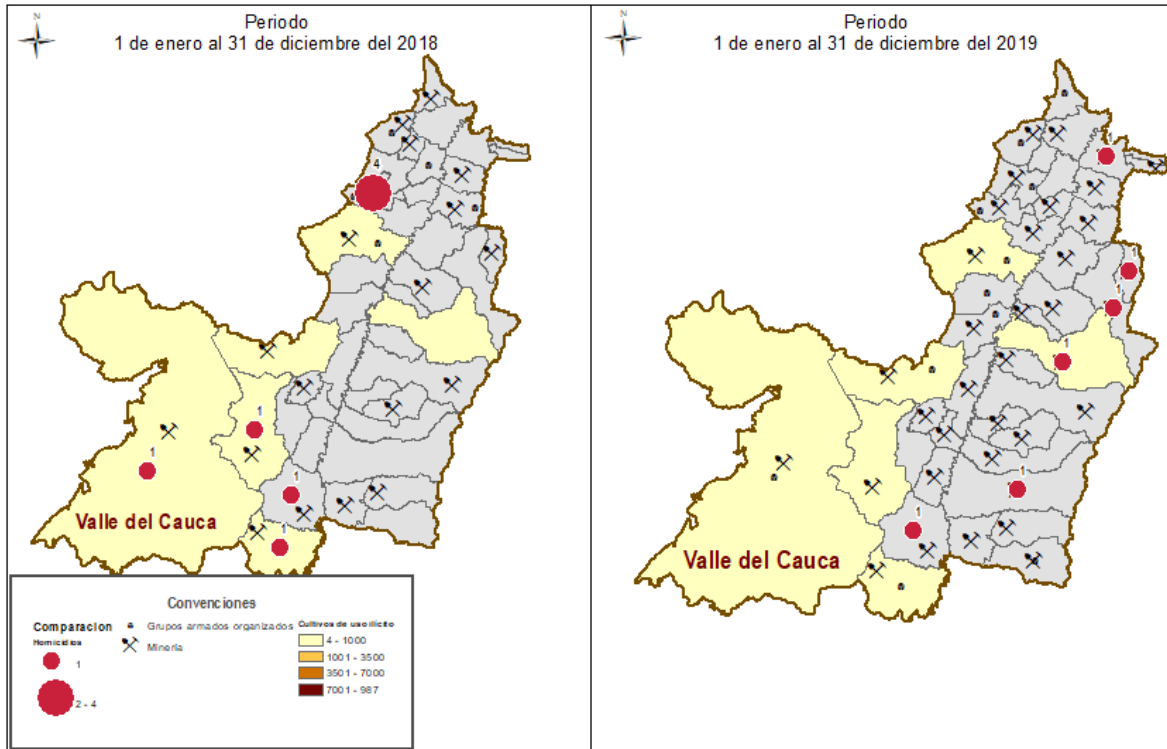 N
Periodo
1 de enero al 31 de diciembre del 2018
4
1
1
1
1
Valle del Cauca
Convenciones
Comparacion
Homicidios
1
2 - 4
Grupos armados organizados
Minería
Cultivos de uso ilícito
4 - 1000
1001 - 3500
3501 - 7000
7001 - 987
N
Periodo
1 de enero al 31 de diciembre del 2019
1
1
1
1
1
1
Valle del Cauca